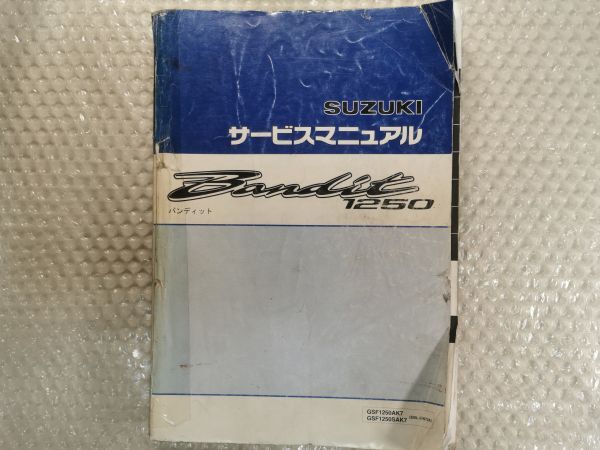 SUZUKI
サービスマニュアル
Bandit
1250
バンディット
GSF1250AK7
GSF1250SAK7